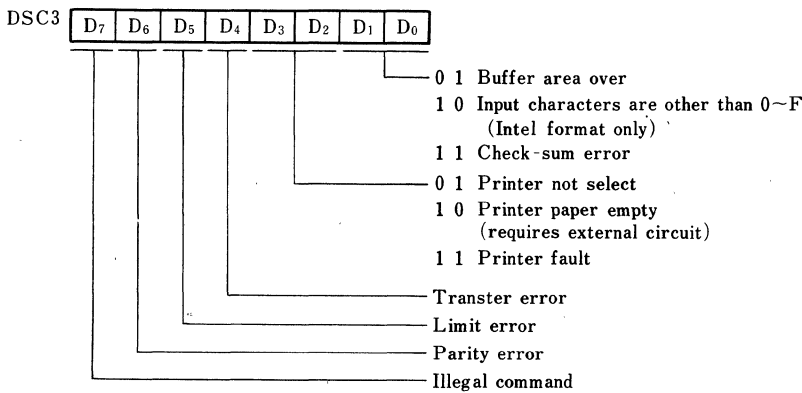 DSC3 D7 D6 D5 D4 D3 D2 D1 D0
0 1 Buffer area over
1 0 Input characters are other than 0~F
(Intel format only)
1 1 Check-sum error
0 1 Printer not select
1 0 Printer paper empty
(requires external circuit)
1 1 Printer fault
Transter error
Limit error
Parity error
Illegal command